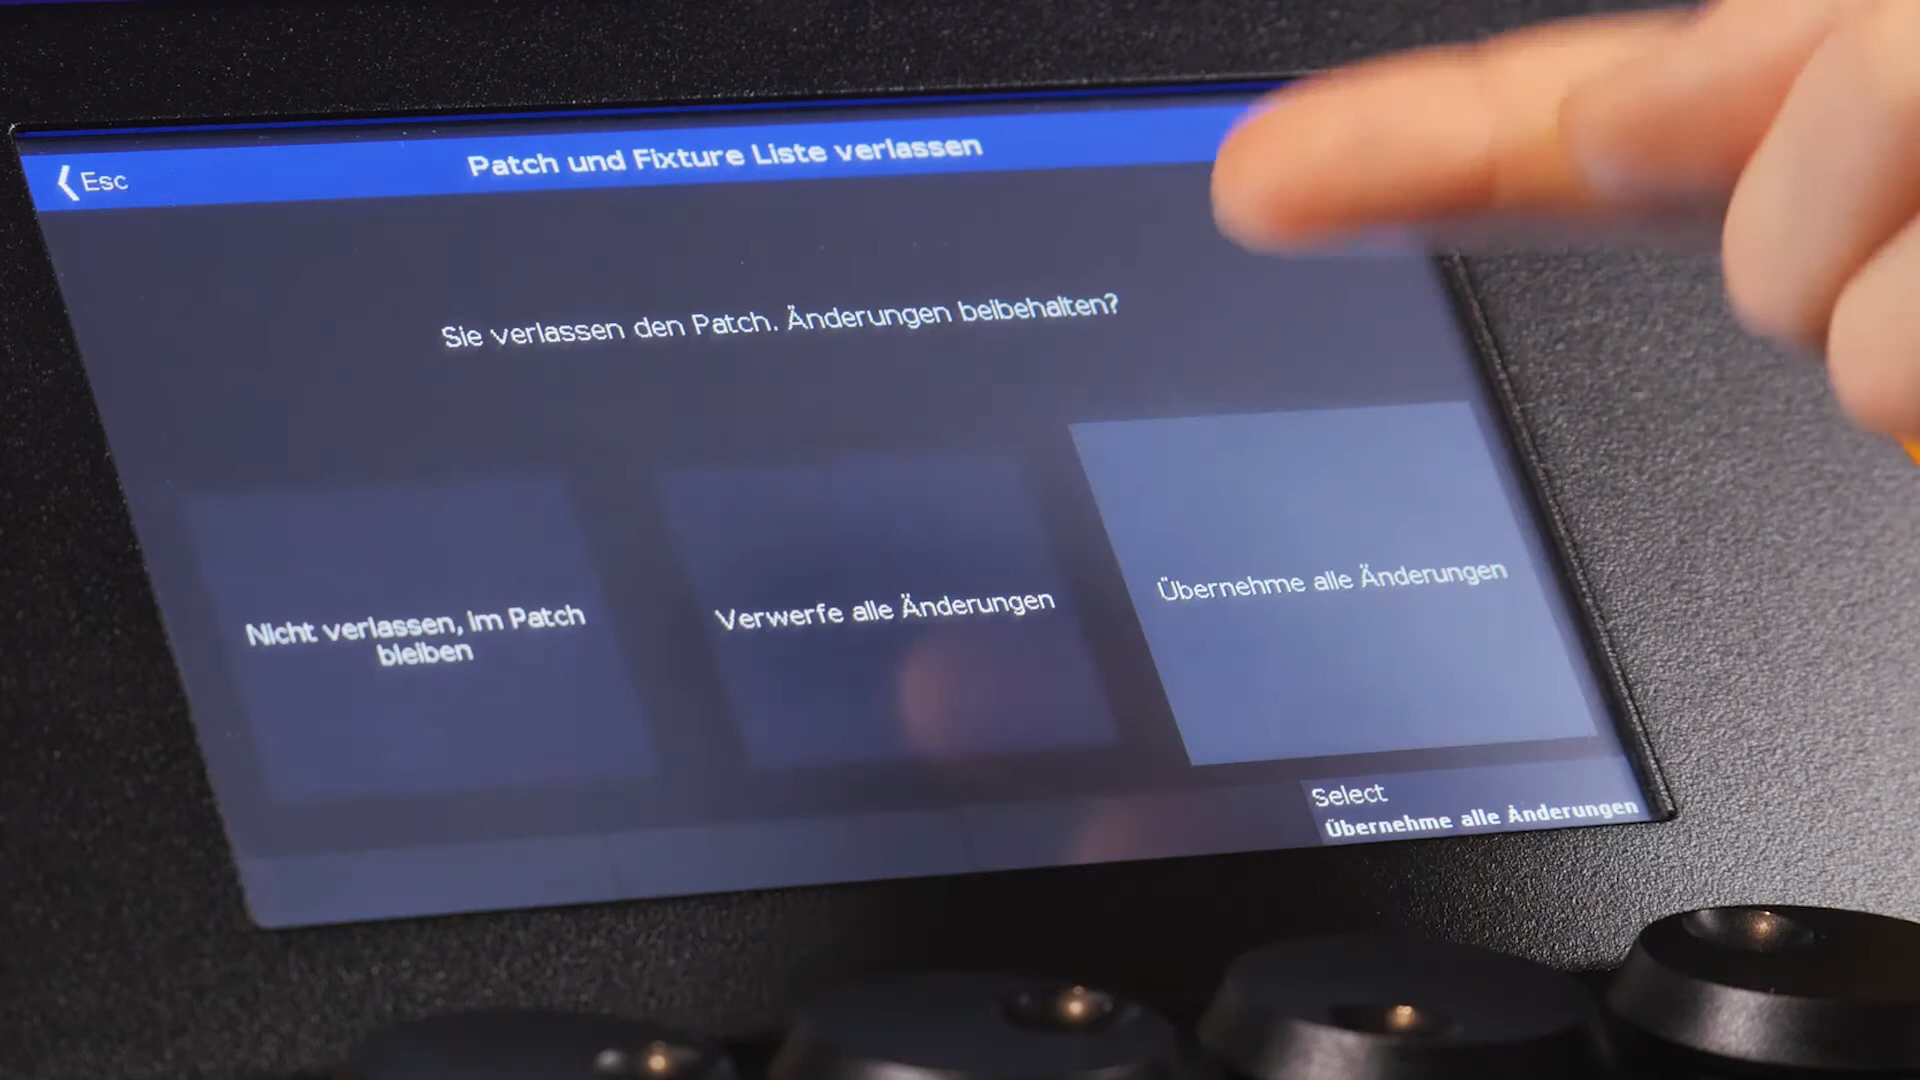 Esc
Patch und Fixture Liste verlassen
Sie verlassen den Patch. Änderungen beibehalten?
Nicht verlassen, im Patch
bleiben
Verwerfe alle Änderungen
Übernehme alle Änderungen
Select
Übernehme alle Änderungen